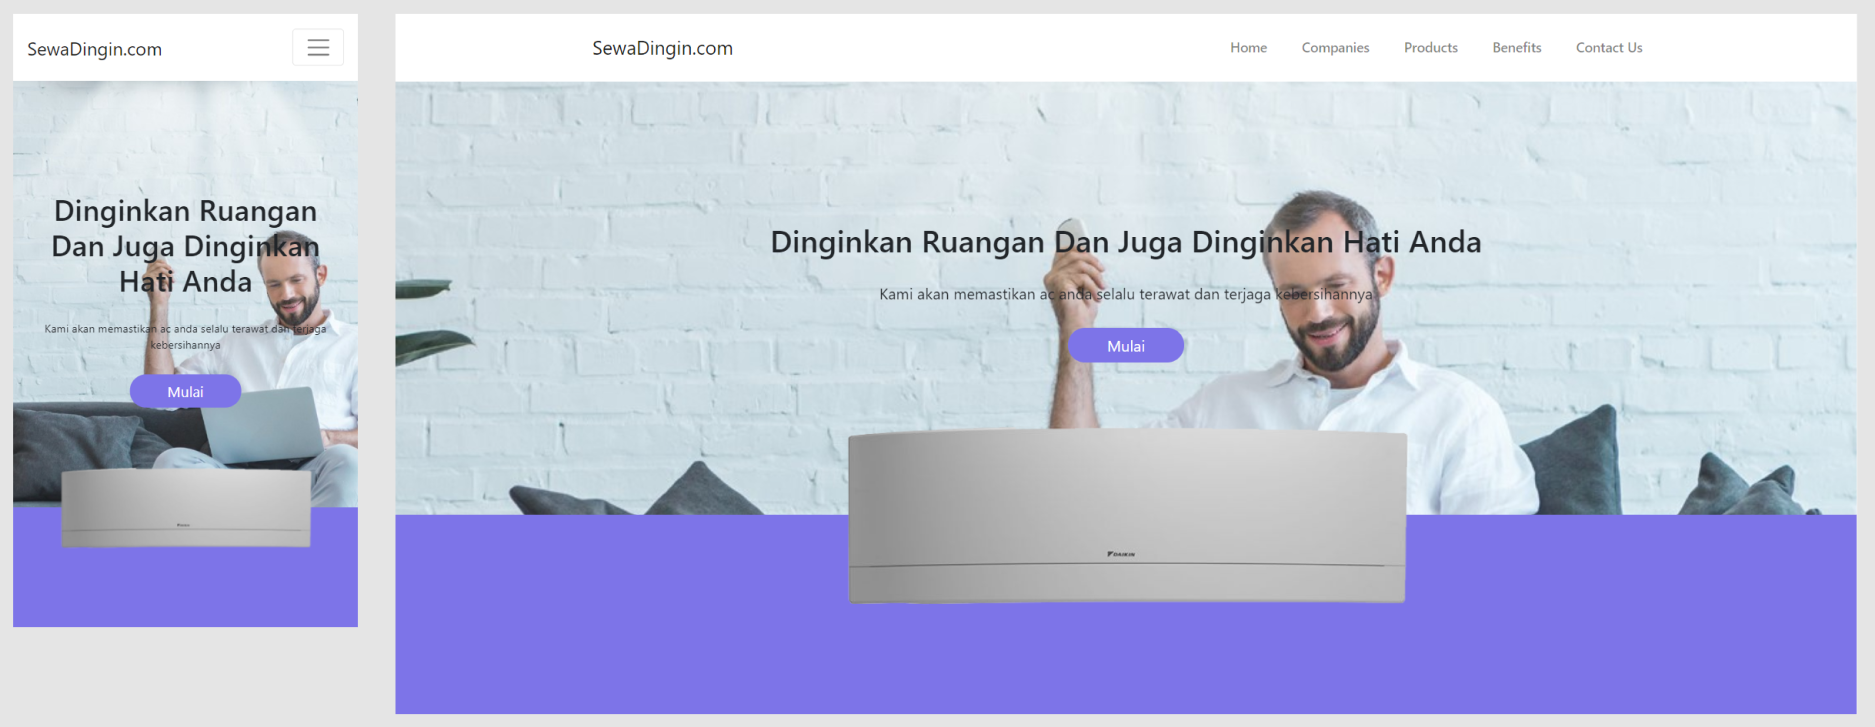 SewaDingin.com
Dinginkan Ruangan
Dan Juga Dinginkan
Hati Anda
Kami akan memastikan ac anda selalu terawat dan terjaga
kebersihannya
Mulai
SewaDingin.com
Home Companies Products Benefits Contact Us
Dinginkan Ruangan Dan Juga Dinginkan Hati Anda
Kami akan memastikan ac anda selalu terawat dan terjaga kebersihannya
Mulai
DAIKIN